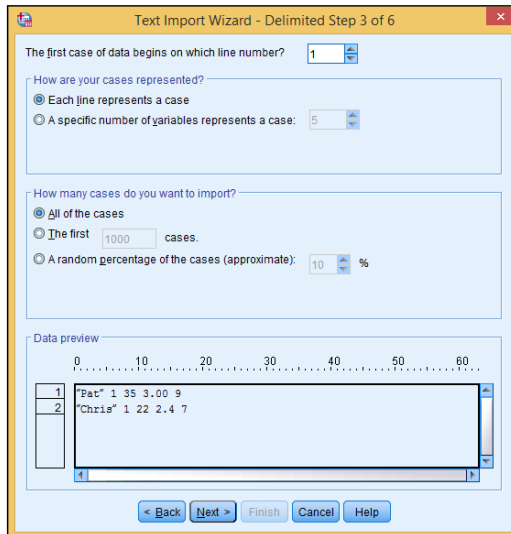 Text Import Wizard - Delimited Step 3 of 6
The first case of data begins on which line number? 1
How are your cases represented?
Each line represents a case
A specific number of variables represents a case: 5
How many cases do you want to import?
All of the cases
The first 1000 cases.
A random percentage of the cases (approximate): 10 %
Data preview
0 10 20 30 40 50 60
1 "Pat" 1 35 3.00 9
2 "Chris" 1 22 2.4 7
< Back Next > Finish Cancel Help